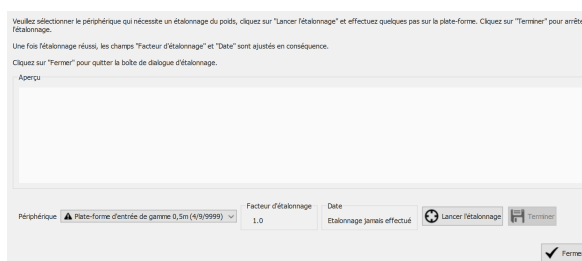 Veuillez sélectionner le périphérique qui nécessite un étalonnage du poids, cliquez sur "Lancer l'étalonnage" et effectuez quelques pas sur la plate-forme. Cliquez sur "Terminer" pour arrête
l'étalonnage.
Une fois l'étalonnage réussi, les champs "Facteur d'étalonnage" et "Date" sont ajustés en conséquence.
Cliquez sur "Fermer" pour quitter la boîte de dialogue d'étalonnage.
Aperçu
Facteur d'étalonnage Date
Périphérique Plate-forme d'entrée de gamme 0,5m (4/9/9999) 1.0 Etalonnage jamais effectué Lancer l'étalonnage Terminer
Ferme